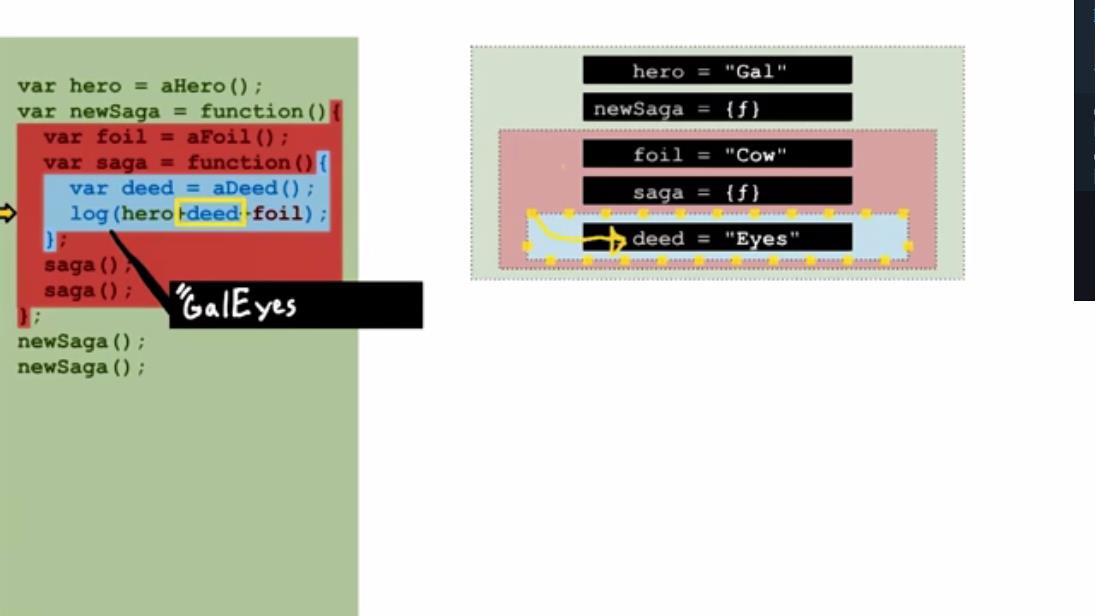 var hero = aHero();
var newSaga = function(){
var foil = aFoil();
var saga = function(){
var deed = aDeed();
log(hero+deed+foil);
};
saga();
saga();
};
newSaga();
newSaga();
"GalEyes
hero = "Gal"
newSaga = {ƒ}
foil = "Cow"
saga = {ƒ}
deed = "Eyes"